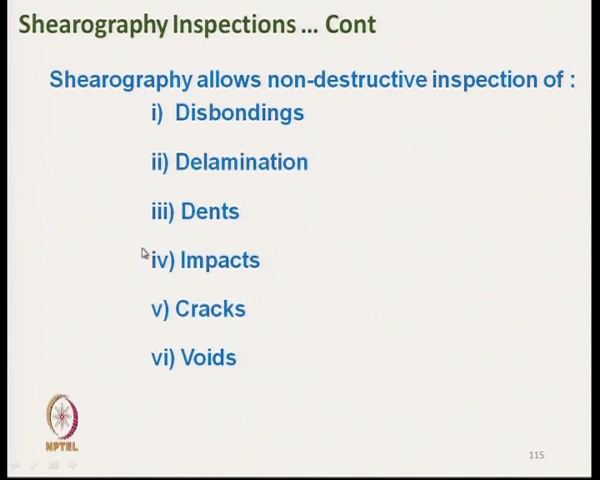 Shearography Inspections ... Cont
Shearography allows non-destructive inspection of :
i) Disbondings
ii) Delamination
iii) Dents
iv) Impacts
v) Cracks
vi) Voids
NPTEL
115